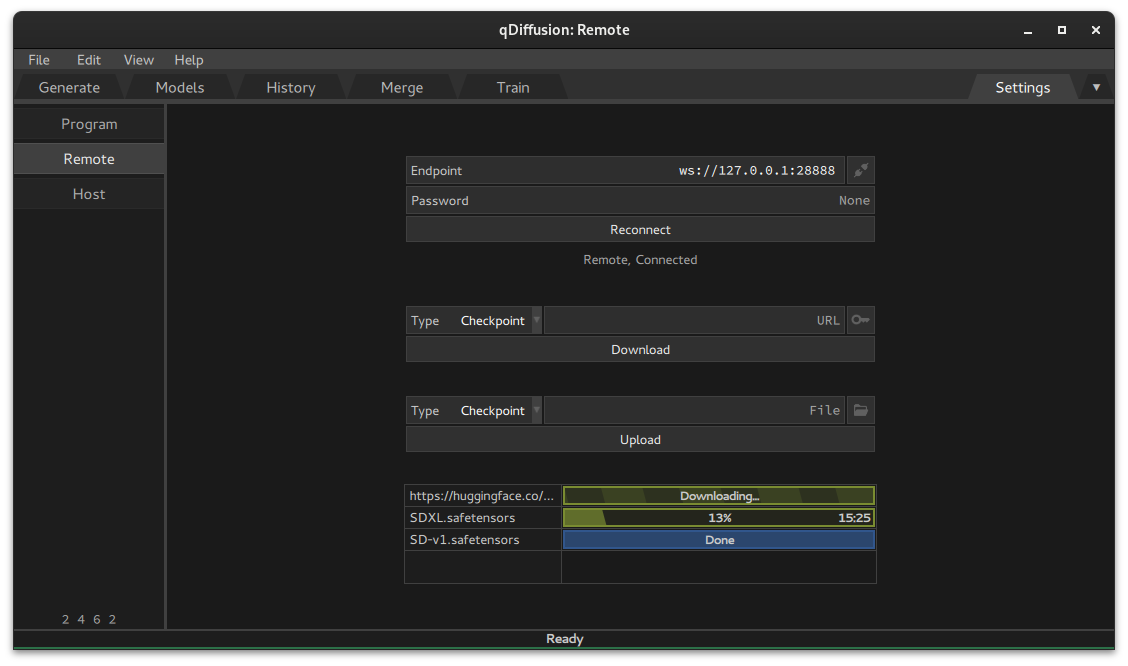 qDiffusion: Remote
File Edit View Help
Generate Models History Merge Train Settings
Program
Remote
Host
Endpoint ws://127.0.0.1:28888
Password None
Reconnect
Remote, Connected
Type Checkpoint URL
Download
Type Checkpoint File
Upload
https://huggingface.co/... Downloading...
SDXL.safetensors 13% 15:25
SD-v1.safetensors Done
2 4 6 2
Ready